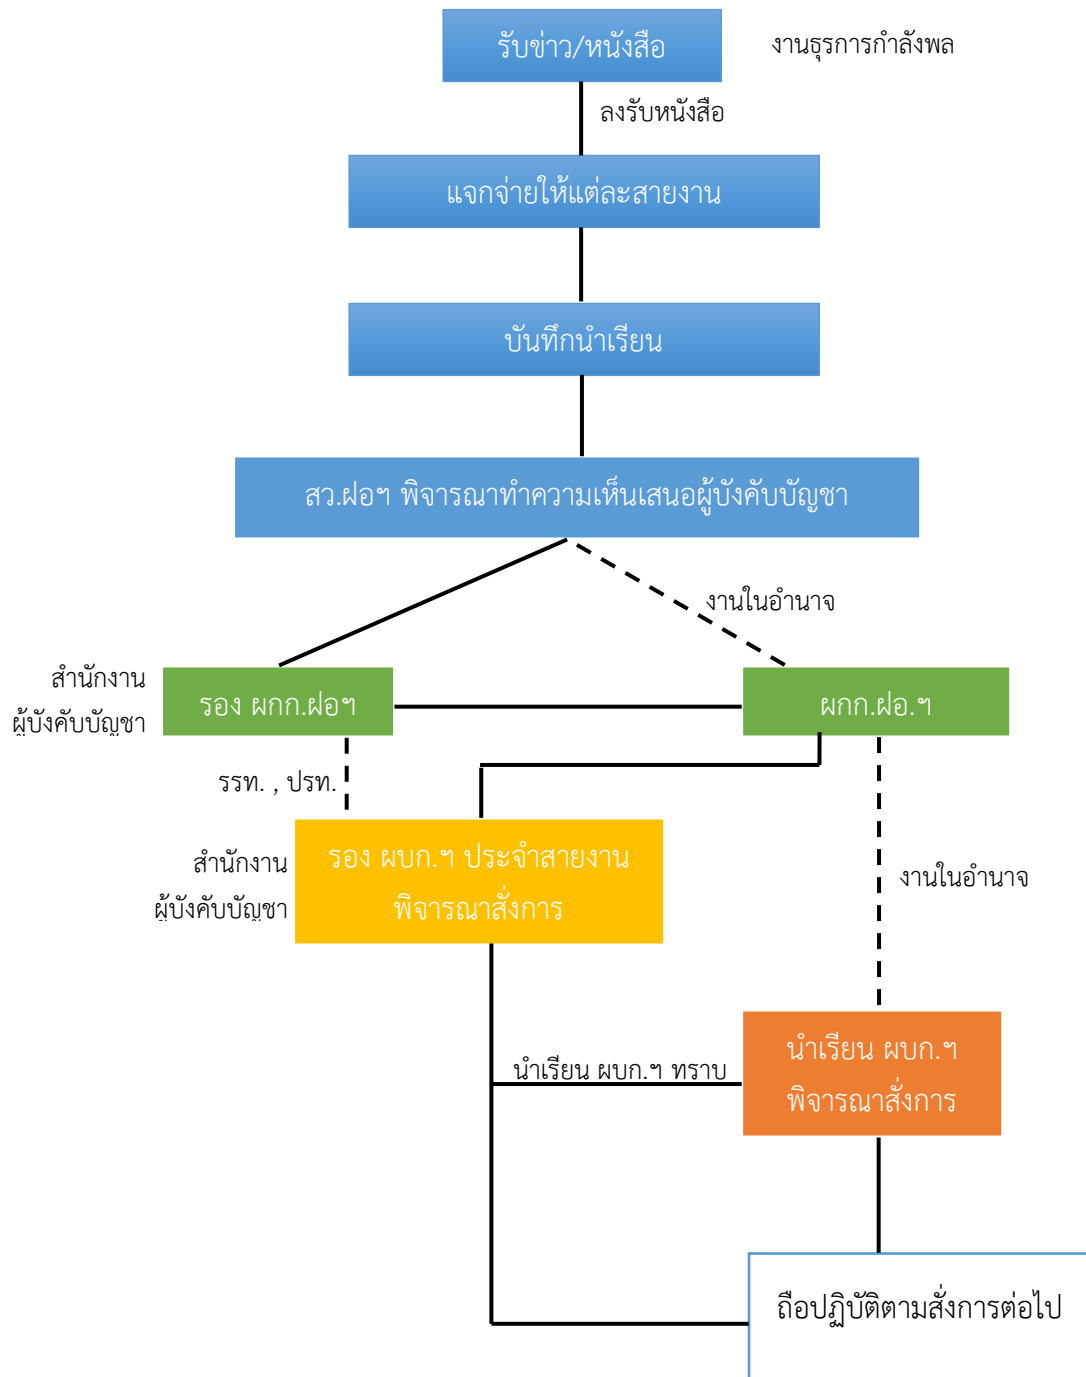 รับข่าว/หนังสือ
งานธุรการกำลังพล
ลงรับหนังสือ
แจกจ่ายให้แต่ละสายงาน
บันทึกนำเรียน
สว.ฝอฯ พิจารณาทำความเห็นเสนอผู้บังคับบัญชา
งานในอำนาจ
สำนักงาน
ผู้บังคับบัญชา
รอง ผกก.ฝอฯ
ผกก.ฝอ.ฯ
รรท. , ปรท.
สำนักงาน
ผู้บังคับบัญชา
รอง ผบก.ฯ ประจำสายงาน
พิจารณาสั่งการ
งานในอำนาจ
นำเรียน ผบก.ฯ ทราบ
นำเรียน ผบก.ฯ
พิจารณาสั่งการ
ถือปฏิบัติตามสั่งการต่อไป